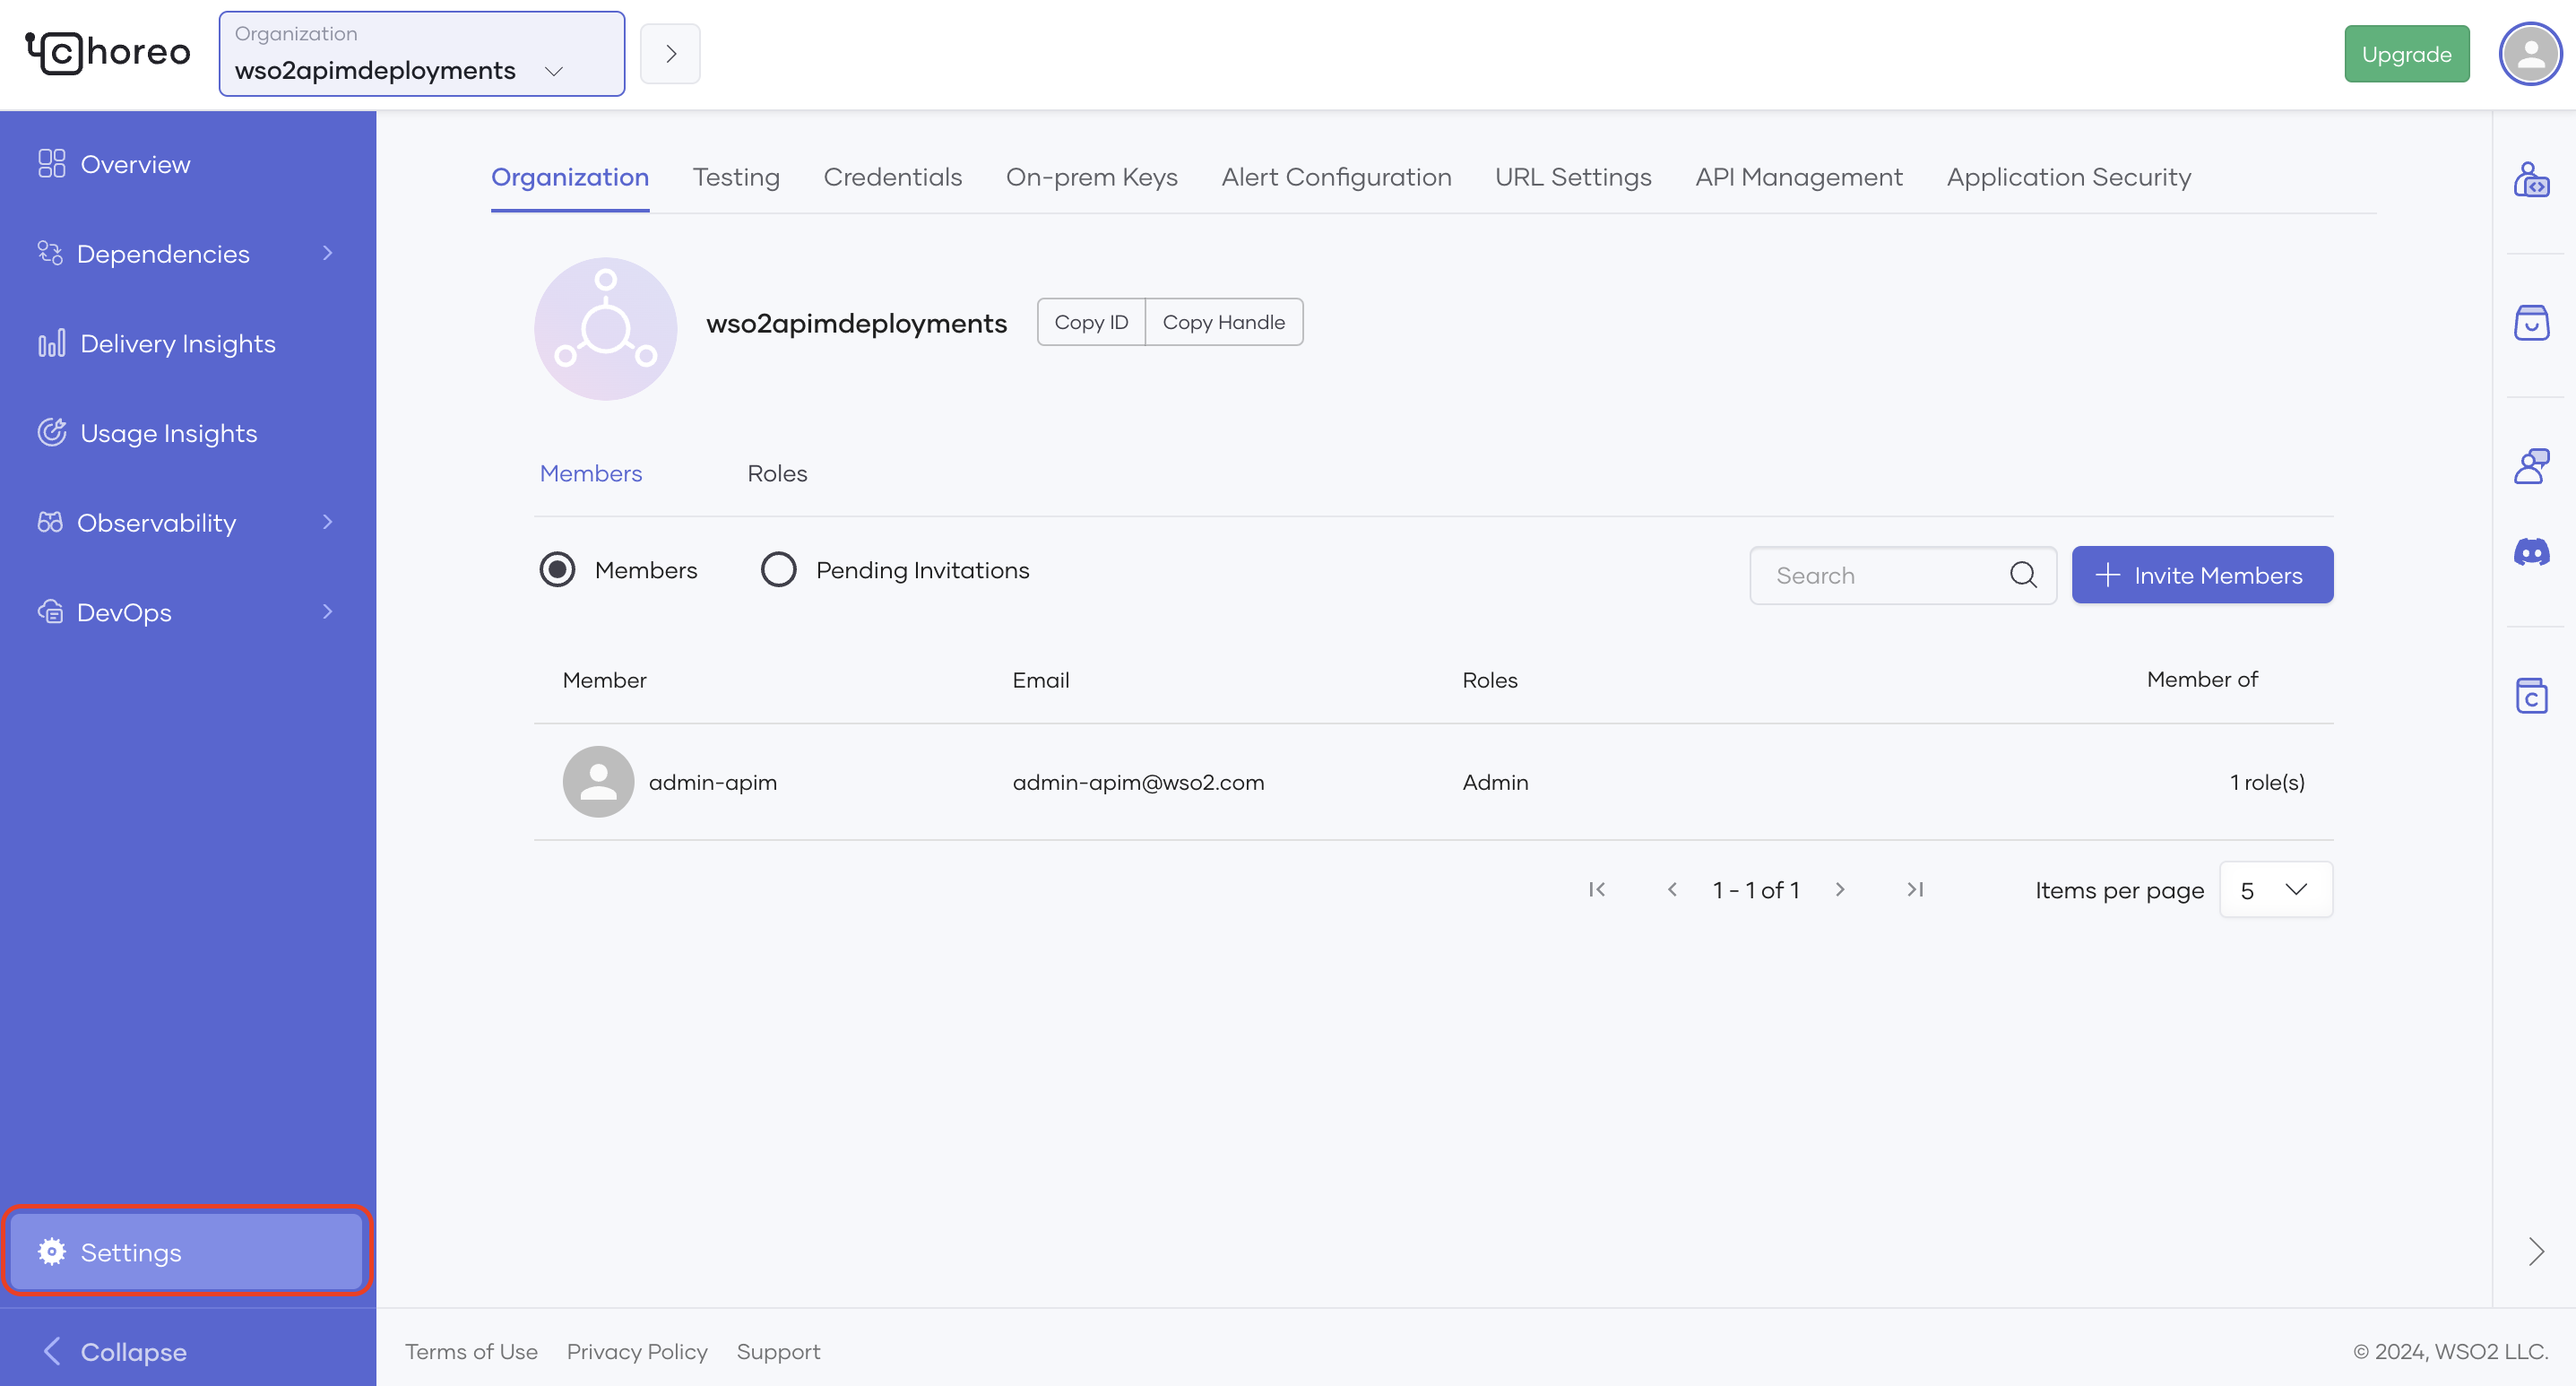 choreo
Organization
wso2apimdeployments
Upgrade
Overview
Dependencies
Delivery Insights
Usage Insights
Observability
DevOps
Settings
Collapse
Organization Testing Credentials On-prem Keys Alert Configuration URL Settings API Management Application Security
wso2apimdeployments Copy ID Copy Handle
Members Roles
Members Pending Invitations Search Invite Members
Member Email Roles Member of
admin-apim admin-apim@wso2.com Admin 1 role(s)
1 - 1 of 1 Items per page 5
C
Terms of Use Privacy Policy Support © 2024, WSO2 LLC.